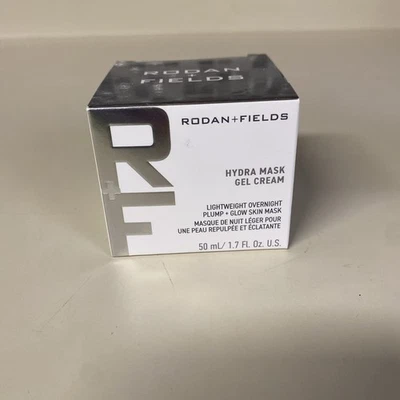 RODAN
+
FIELDS
R
+
F
RODAN+FIELDS
HYDRA MASK
GEL CREAM
LIGHTWEIGHT OVERNIGHT
PLUMP + GLOW SKIN MASK
MASQUE DE NUIT LÉGER POUR
UNE PEAU REPULPÉE ET ÉCLATANTE
50 mL/ 1.7 FL Oz. U.S.